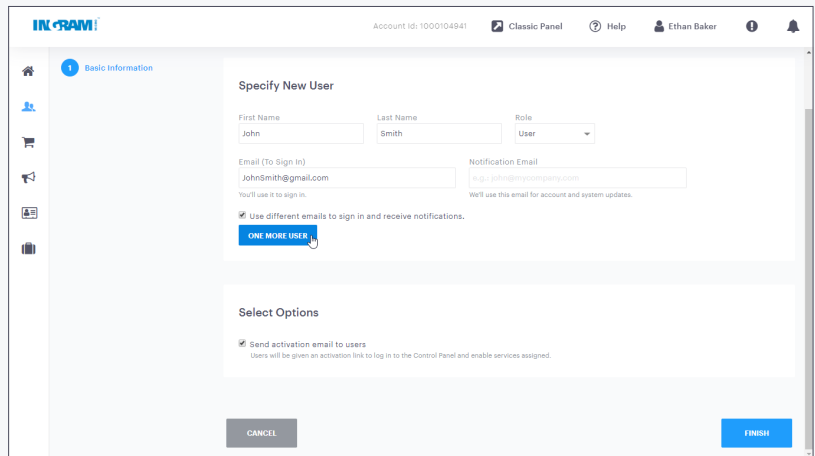 INGRAM
Account Id: 1000104941
Classic Panel
? Help
Ethan Baker
1 Basic Information
Specify New User
First Name Last Name Role
John Smith User
Email (To Sign In) Notification Email
JohnSmith@gmail.com e.g.: john@mycompany.com
You'll use it to sign in. We'll use this email for account and system updates.
Use different emails to sign in and receive notifications.
ONE MORE USER
Select Options
Send activation email to users
Users will be given an activation link to log in to the Control Panel and enable services assigned.
CANCEL FINISH